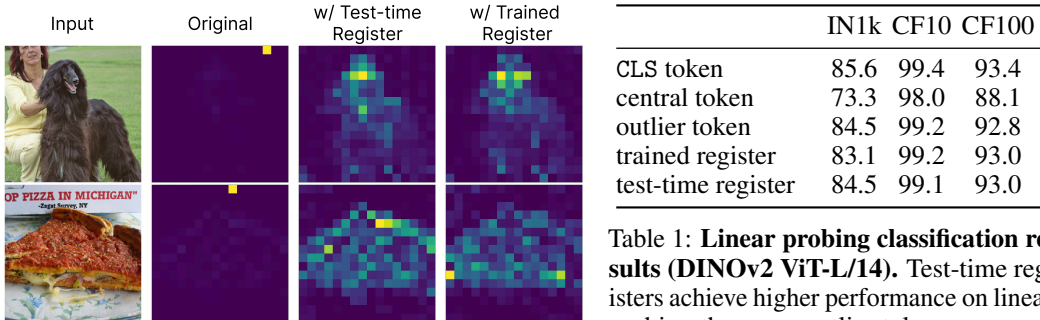 Input
Original
w/ Test-time
Register
w/ Trained
Register
OP PIZZA IN MICHIGAN"
-Zagat Survey, NY
IN1k CF10 CF100
CLS token 85.6 99.4 93.4
central token 73.3 98.0 88.1
outlier token 84.5 99.2 92.8
trained register 83.1 99.2 93.0
test-time register 84.5 99.1 93.0
Table 1: Linear probing classification re
sults (DINOv2 ViT-L/14). Test-time reg
isters achieve higher performance on linea